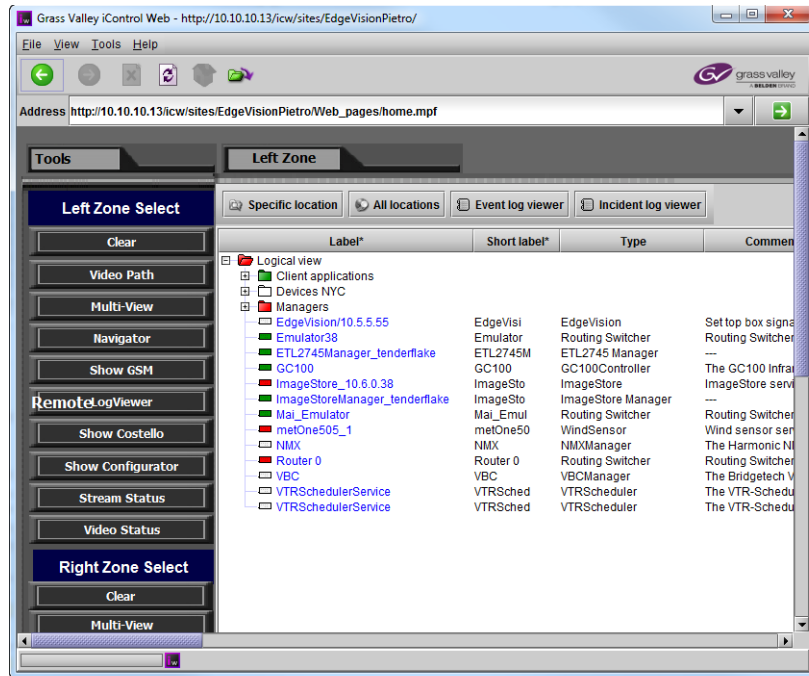 Grass Valley iControl Web - http://10.10.10.13/icw/sites/EdgeVisionPietro/
File View Tools Help
grass valley
A BELDEN BRAND
Address http://10.10.10.13/icw/sites/EdgeVisionPietro/Web_pages/home.mpf
Tools
Left Zone
Left Zone Select
Clear
Video Path
Multi-View
Navigator
Show GSM
Remote LogViewer
Show Costello
Show Configurator
Stream Status
Video Status
Right Zone Select
Clear
Multi-View
Specific location All locations Event log viewer Incident log viewer
Label* Short label* Type Commen
Logical view
Client applications
Devices NYC
Managers
EdgeVision/10.5.5.55 EdgeVisi EdgeVision Set top box signa
Emulator38 Emulator Routing Switcher Routing Switcher
ETL2745Manager_tenderflake ETL2745M ETL2745 Manager ---
GC100 GC100 GC100Controller The GC100 Infra
ImageStore_10.6.0.38 ImageSto ImageStore ImageStore servi
ImageStoreManager_tenderflake ImageSto ImageStore Manager ---
Mai_Emulator Mai_Emul Routing Switcher Routing Switcher
metOne505_1 metOne50 WindSensor Wind sensor ser
NMX NMX NMXManager The Harmonic
Router 0 Router 0 Routing Switcher Routing Switcher
VBC VBC VBCManager The Bridgetech V
VTRSchedulerService VTRSched VTRScheduler The VTR-Schedu
VTRSchedulerService VTRSched VTRScheduler The VTR-Schedu